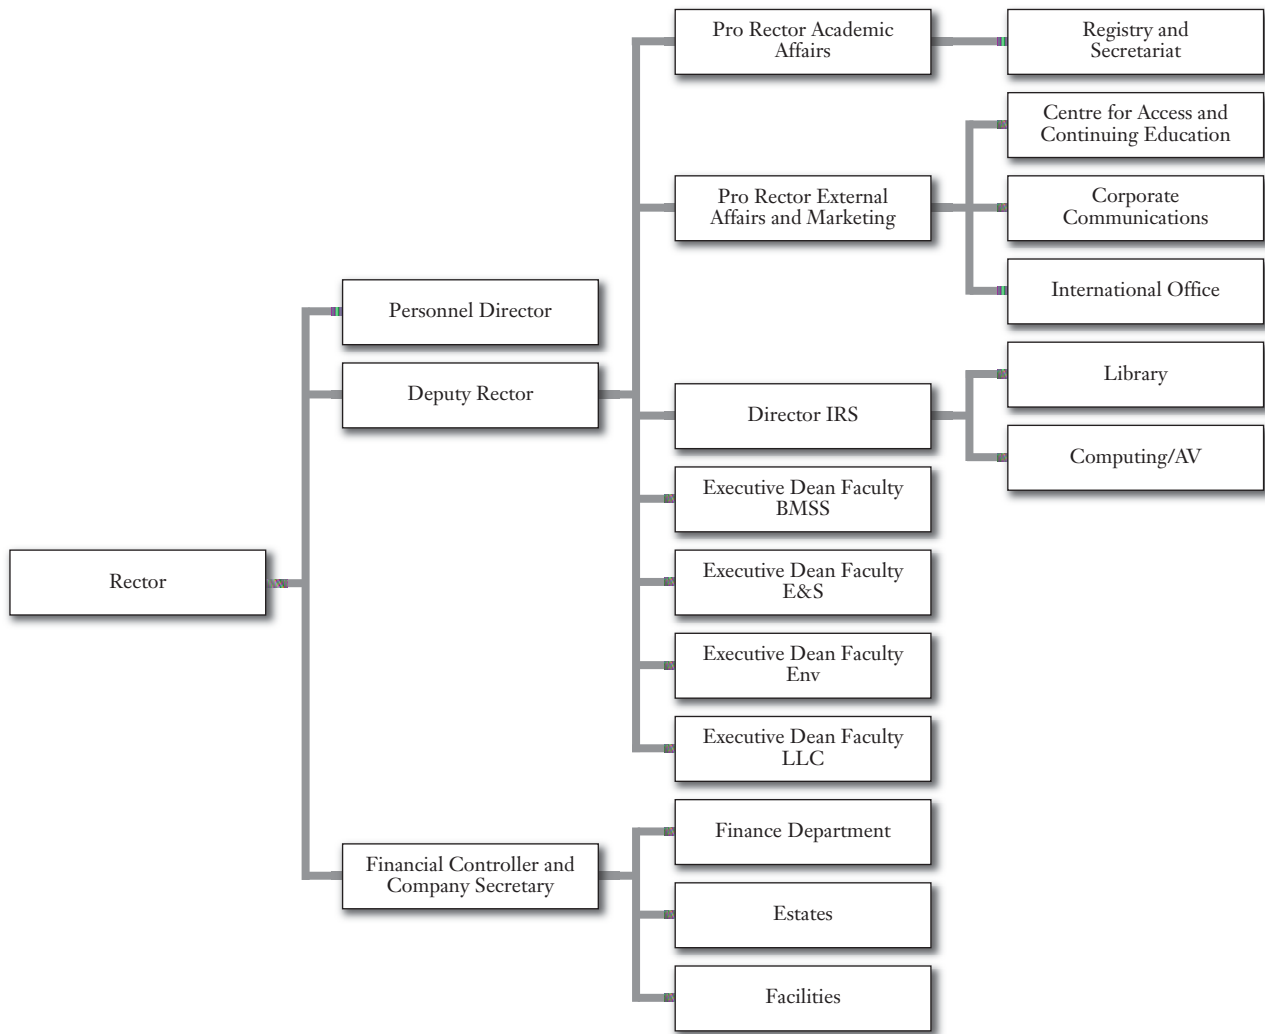 Pro Rector Academic
Affairs
Registry and
Secretariat
Centre for Access and
Continuing Education
Pro Rector External
Affairs and Marketing
Corporate
Communications
International Office
Personnel Director
Deputy Rector
Director IRS
Library
Computing/AV
Executive Dean Faculty
BMSS
Executive Dean Faculty
E&S
Rector
Executive Dean Faculty
Env
Executive Dean Faculty
LLC
Financial Controller and
Company Secretary
Finance Department
Estates
Facilities